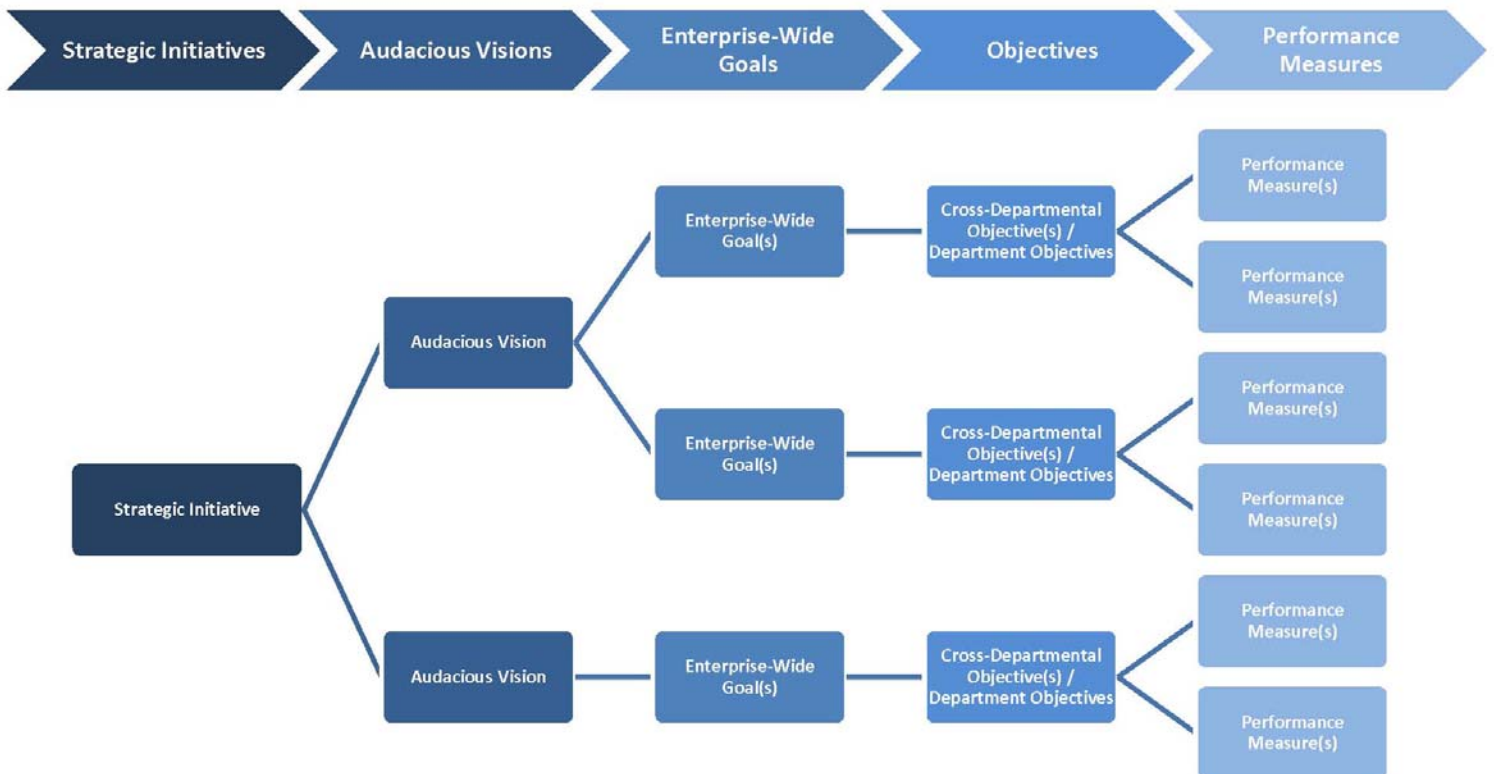 Strategic Initiatives
Audacious Visions
Enterprise-Wide
Goals
Objectives
Performance
Measures
Strategic Initiative
Audacious Vision
Audacious Vision
Enterprise-Wide
Goal(s)
Enterprise-Wide
Goal(s)
Enterprise-Wide
Goal(s)
Cross-Departmental
Objective(s) /
Department Objectives
Cross-Departmental
Objective(s) /
Department Objectives
Cross-Departmental
Objective(s) /
Department Objectives
Performance
Measure(s)
Performance
Measure(s)
Performance
Measure(s)
Performance
Measure(s)
Performance
Measure(s)
Performance
Measure(s)